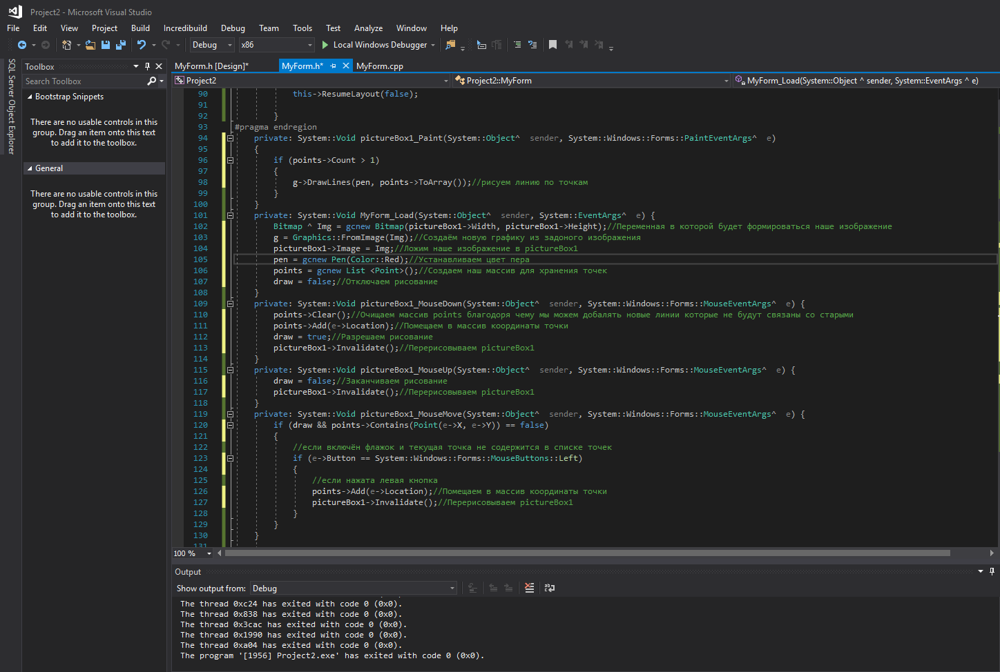 Project2 - Microsoft Visual Studio
File Edit View Project Build Incredibuild Debug Team Tools Test Analyze Window Help
Debug x86 Local Windows Debugger
SQL Server Object Explorer
Toolbox
Search Toolbox
Bootstrap Snippets
There are no usable controls in this
group. Drag an item onto this text
to add it to the toolbox.
General
There are no usable controls in this
group. Drag an item onto this text
to add it to the toolbox.
MyForm.h [Design]* MyForm.h* MyForm.cpp
Project2 Project2::MyForm MyForm_Load(System::Object ^ sender, System::EventArgs ^ e)
90 this->ResumeLayout(false);
91
92 }
93 #pragma endregion
94 private: System::Void pictureBox1_Paint(System::Object^  sender, System::Windows::Forms::PaintEventArgs^  e)
95 {
96 if (points->Count > 1)
97 {
98 g->DrawLines(pen, points->ToArray());//рисуем линию по точкам
99 }
100 }
101 private: System::Void MyForm_Load(System::Object^  sender, System::EventArgs^  e) {
102 Bitmap ^ Img = gcnew Bitmap(pictureBox1->Width, pictureBox1->Height);//Переменная в которой будет формироваться наше изображение
103 g = Graphics::FromImage(Img);//Создаём новую графику из задоного изображения
104 pictureBox1->Image = Img;//Ложим наше изображение в pictureBox1
105 pen = gcnew Pen(Color::Red);//Устанавливаем цвет пера
106 points = gcnew List <Point>();//Создаем наш массив для хранения точек
107 draw = false;//Отключаем рисование
108 }
109 private: System::Void pictureBox1_MouseDown(System::Object^  sender, System::Windows::Forms::MouseEventArgs^  e) {
110 points->Clear();//Очищаем массив points благодоря чему мы можем добалять новые линии которые не будут связаны со старыми
111 points->Add(e->Location);//Помещаем в массив координаты точки
112 draw = true;//Разрешаем рисование
113 pictureBox1->Invalidate();//Перерисовываем pictureBox1
114 }
115 private: System::Void pictureBox1_MouseUp(System::Object^  sender, System::Windows::Forms::MouseEventArgs^  e) {
116 draw = false;//Заканчиваем рисование
117 pictureBox1->Invalidate();//Перерисовываем pictureBox1
118 }
119 private: System::Void pictureBox1_MouseMove(System::Object^  sender, System::Windows::Forms::MouseEventArgs^  e) {
120 if (draw && points->Contains(Point(e->X, e->Y)) == false)
121 {
122 //если включён флажок и текущая точка не содержится в списке точек
123 if (e->Button == System::Windows::Forms::MouseButtons::Left)
124 {
125 //если нажата левая кнопка
126 points->Add(e->Location);//Помещаем в массив координаты точки
127 pictureBox1->Invalidate();//Перерисовываем pictureBox1
128 }
129 }
130 }
131
100 %
Output
Show output from: Debug
The thread 0xc24 has exited with code 0 (0x0).
The thread 0x838 has exited with code 0 (0x0).
The thread 0x3cac has exited with code 0 (0x0).
The thread 0x1990 has exited with code 0 (0x0).
The thread 0xa04 has exited with code 0 (0x0).
The program '[1956] Project2.exe' has exited with code 0 (0x0).